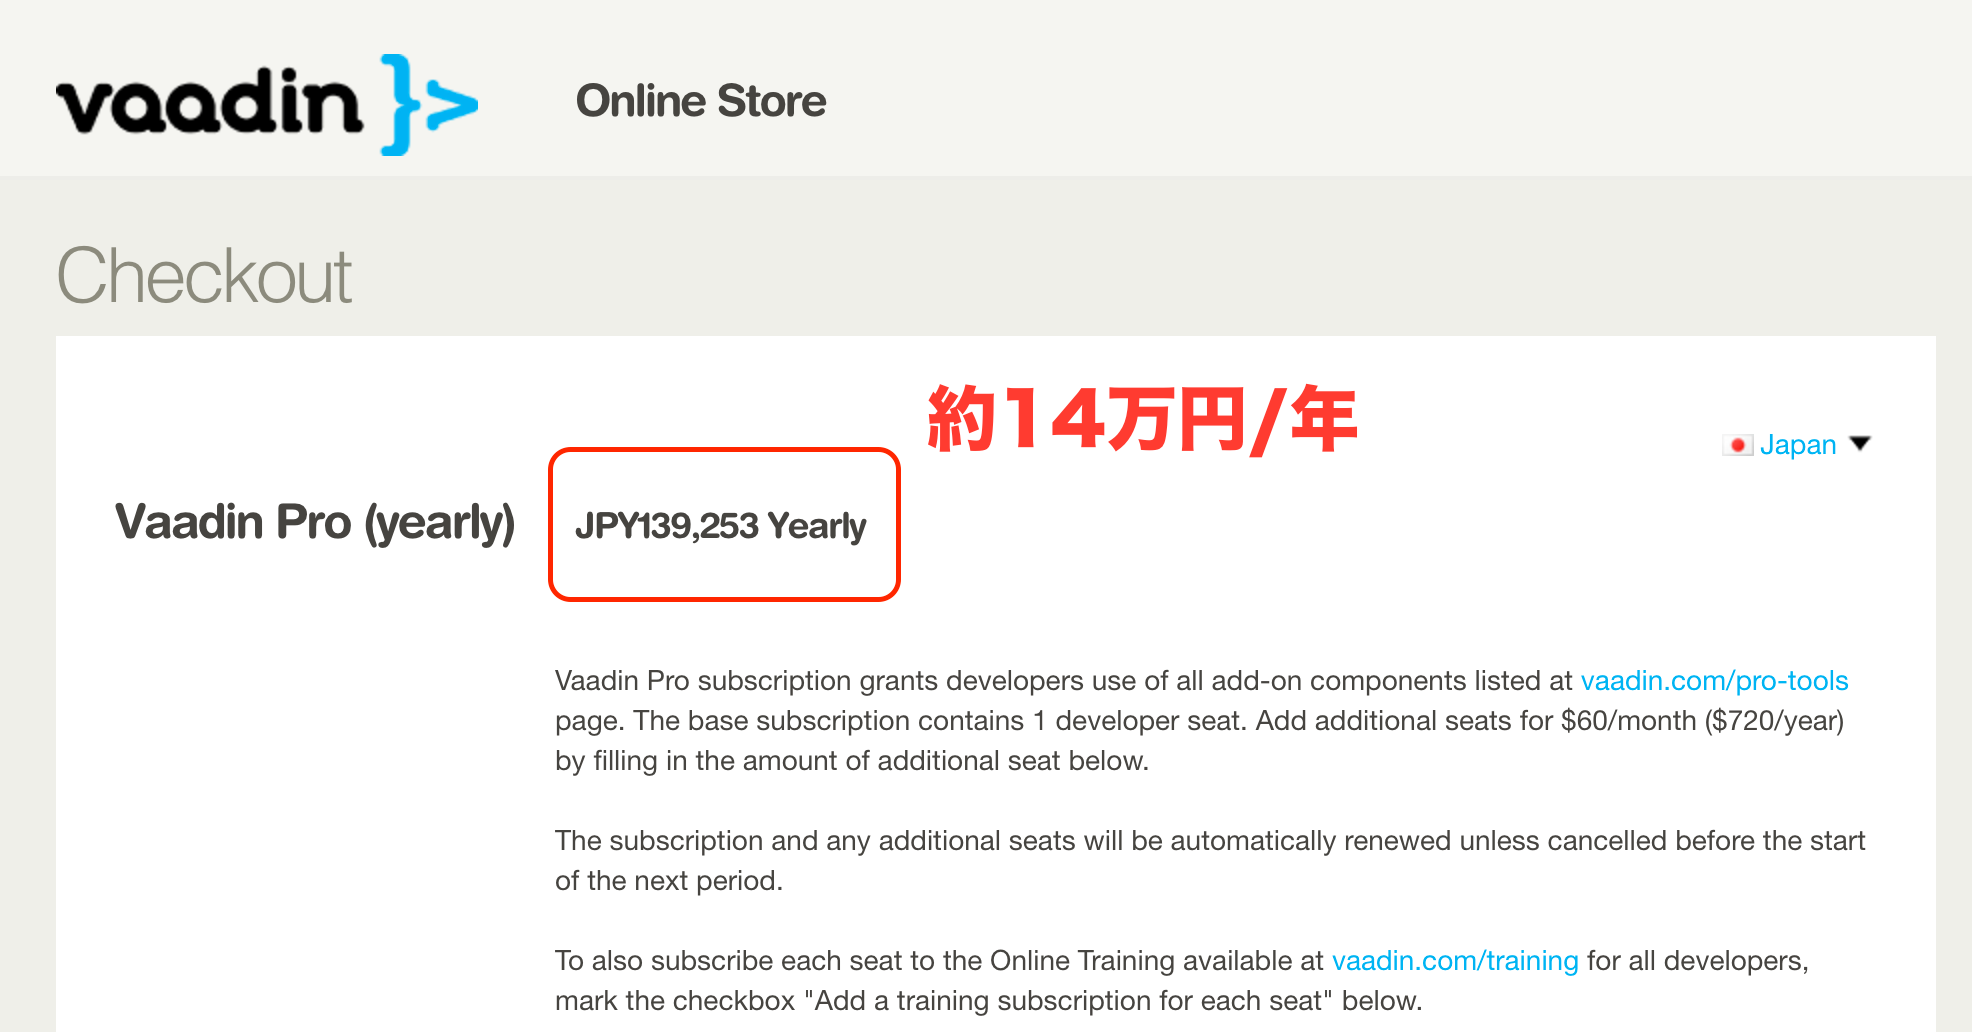 vaadin }>
Online Store
Checkout
約14万円/年
Japan
Vaadin Pro (yearly)
JPY139,253 Yearly
Vaadin Pro subscription grants developers use of all add-on components listed at vaadin.com/pro-tools
page. The base subscription contains 1 developer seat. Add additional seats for $60/month ($720/year)
by filling in the amount of additional seat below.
The subscription and any additional seats will be automatically renewed unless cancelled before the start
of the next period.
To also subscribe each seat to the Online Training available at vaadin.com/training for all developers,
mark the checkbox "Add a training subscription for each seat" below.